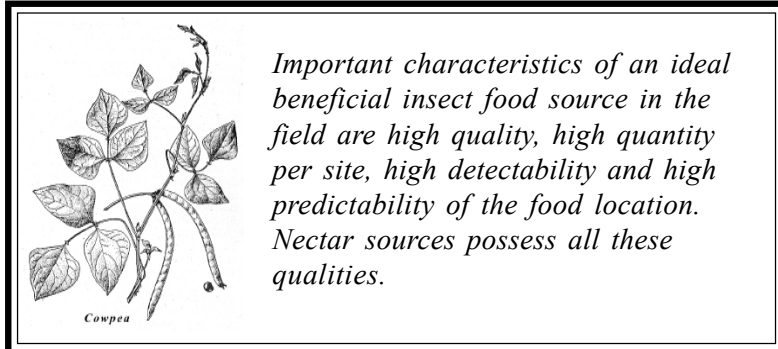 Important characteristics of an ideal
beneficial insect food source in the
field are high quality, high quantity
per site, high detectability and high
predictability of the food location.
Nectar sources possess all these
qualities.
Cowpea